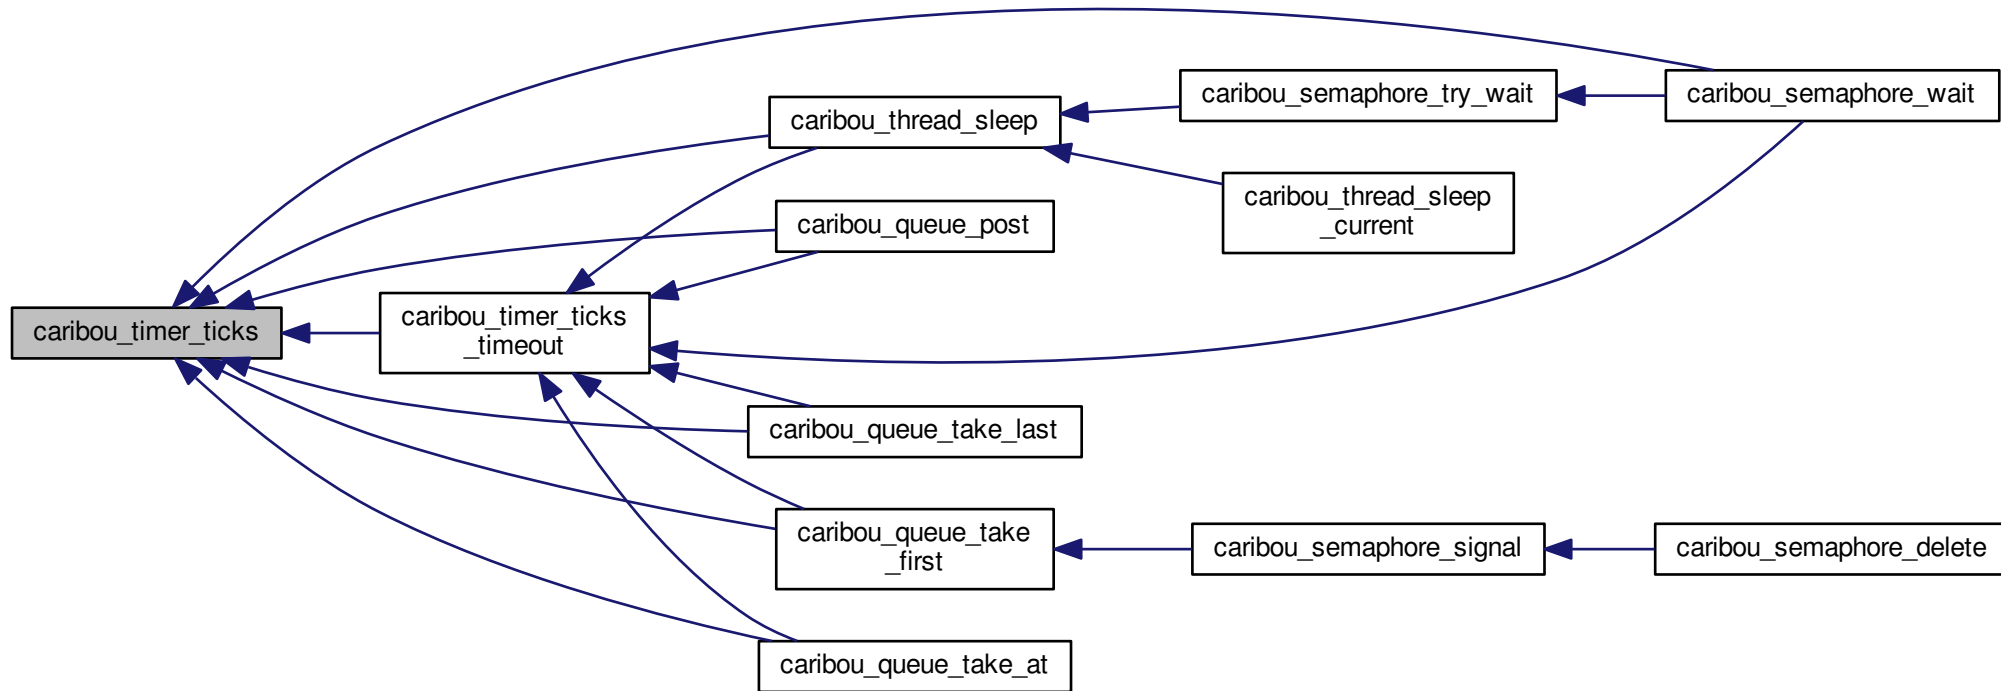 caribou_timer_ticks
caribou_timer_ticks
_timeout
caribou_thread_sleep
caribou_queue_post
caribou_queue_take_last
caribou_queue_take
_first
caribou_queue_take_at
caribou_semaphore_try_wait
caribou_thread_sleep
_current
caribou_semaphore_signal
caribou_semaphore_wait
caribou_semaphore_delete